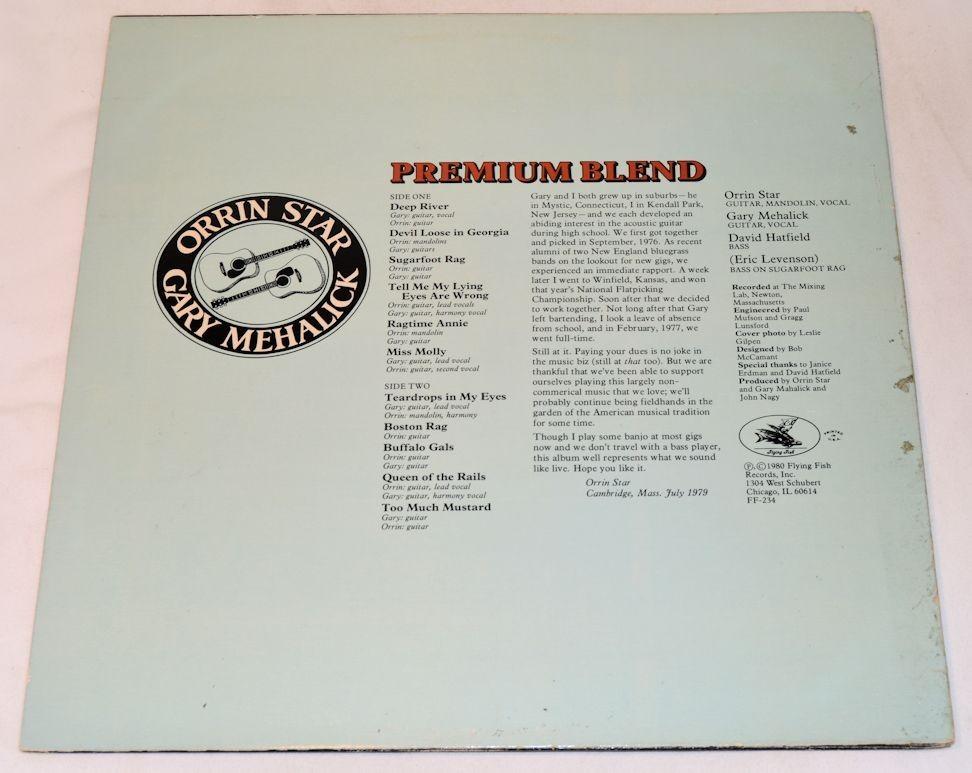 PREMIUM BLEND
ORRIN STAR
GARY MEHALICK
SIDE ONE
Deep River
Gary: guitar, vocal
Orrin: guitar
Devil Loose in Georgia
Orrin: mandolins
Gary: guitars
Sugarfoot Rag
Orrin: guitar
Gary: guitar
Tell Me My Lying
Eyes Are Wrong
Orrin: guitar, lead vocals
Gary: guitar, harmony vocal
Ragtime Annie
Orrin: mandolin
Gary: guitar
Miss Molly
Gary: guitar, lead vocal
Orrin: guitar, second vocal
SIDE TWO
Teardrops in My Eyes
Gary: guitar, lead vocal
Orrin: mandolin, harmony
Boston Rag
Orrin: guitar
Buffalo Gals
Orrin: guitar
Gary: guitar
Queen of the Rails
Orrin: guitar, lead vocal
Gary: guitar, harmony vocal
Too Much Mustard
Gary: guitar
Orrin: guitar
Gary and I both grew up in suburbs—he
in Mystic, Connecticut, I in Kendall Park,
New Jersey—and we each developed an
abiding interest in the acoustic guitar
during high school. We first got together
and picked in September, 1976. As recent
alumni of two New England bluegrass
bands on the lookout for new gigs, we
experienced an immediate rapport. A week
later I went to Winfield, Kansas, and won
that year's National Flatpicking
Championship. Soon after that we decided
to work together. Not long after that Gary
left bartending, I look a leave of absence
from school, and in February, 1977, we
went full-time.
Still at it. Paying your dues is no joke in
the music biz (still at that too). But we are
thankful that we've been able to support
ourselves playing this largely non-
commerical music that we love; we'll
probably continue being fieldhands in the
garden of the American musical tradition
for some time.
Though I play some banjo at most gigs
now and we don't travel with a bass player,
this album well represents what we sound
like live. Hope you like it.
Orrin Star
Cambridge, Mass. July 1979
Orrin Star
GUITAR, MANDOLIN, VOCAL
Gary Mehalick
GUITAR, VOCAL
David Hatfield
BASS
(Eric Levenson)
BASS ON SUGARFOOT RAG
Recorded at The Mixing
Lab, Newton,
Massachusetts
Engineered by Paul
Mufson and Gragg
Lunsford
Cover photo by Leslie
Gilpen
Designed by Bob
McCamant
Special thanks to Janice
Erdman and David Hatfield
Produced by Orrin Star
and Gary Mahalick and
John Nagy
Flying Fish
PRINTED
U.S.A.
Ⓟ,©1980 Flying Fish
Records, Inc.
1304 West Schubert
Chicago, IL 60614
FF-234